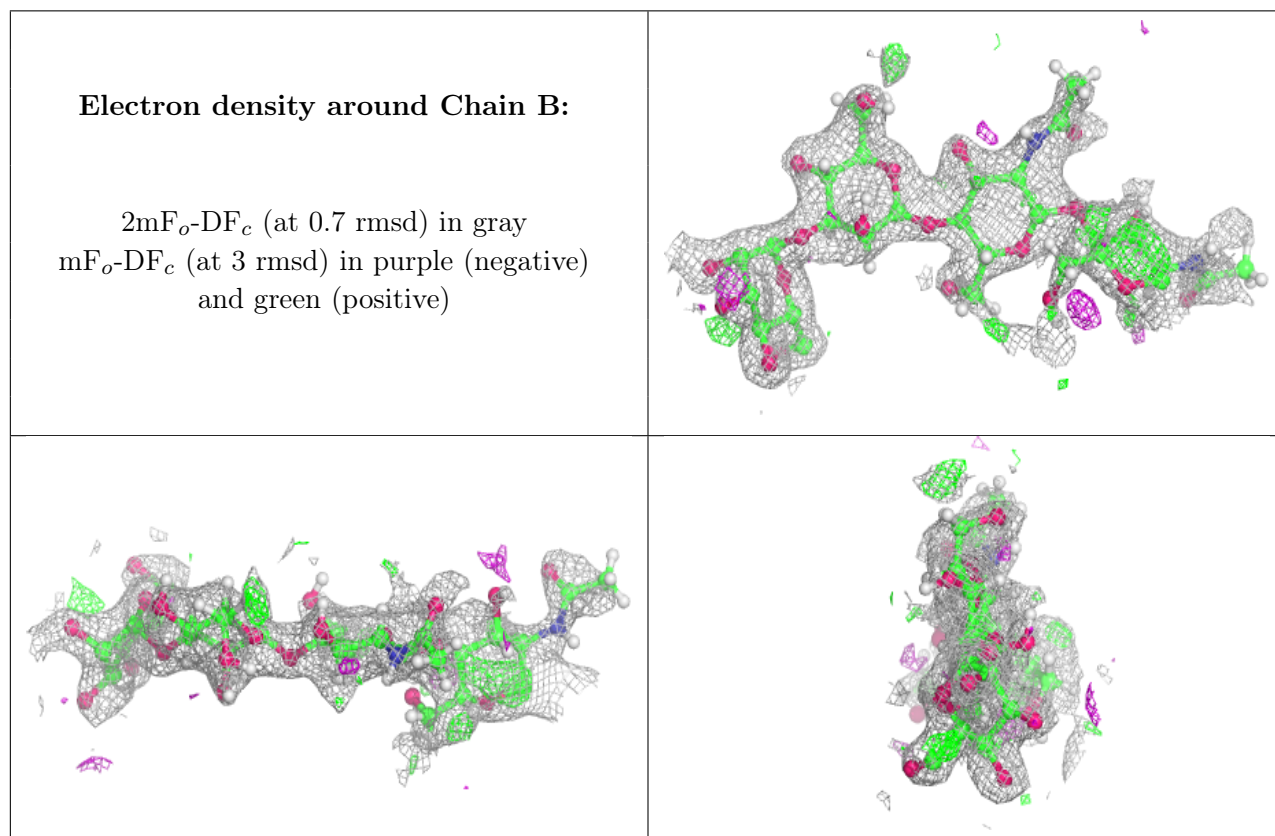 Electron density around Chain B:
2mFo-DFc (at 0.7 rmsd) in gray
mFo-DFc (at 3 rmsd) in purple (negative)
and green (positive)